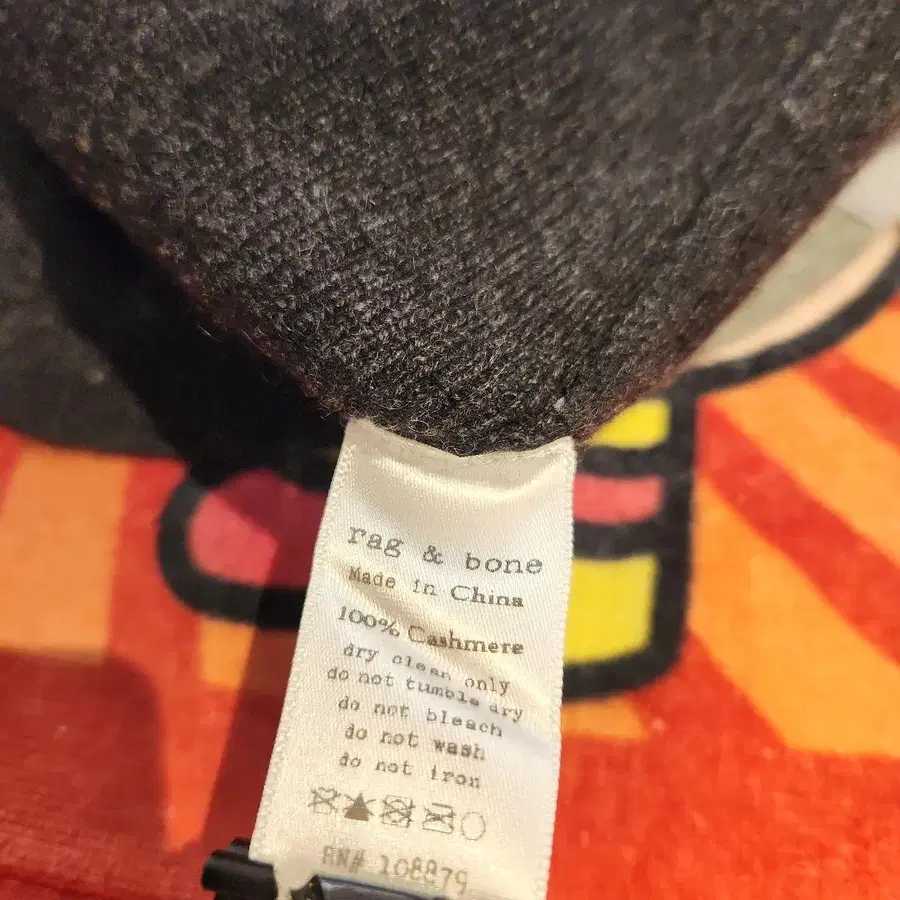 rag & bone
Made in China
100% Cashmere
dry clean only
do not tumble dry
do not bleach
do not wash
do not iron
RN# 108879